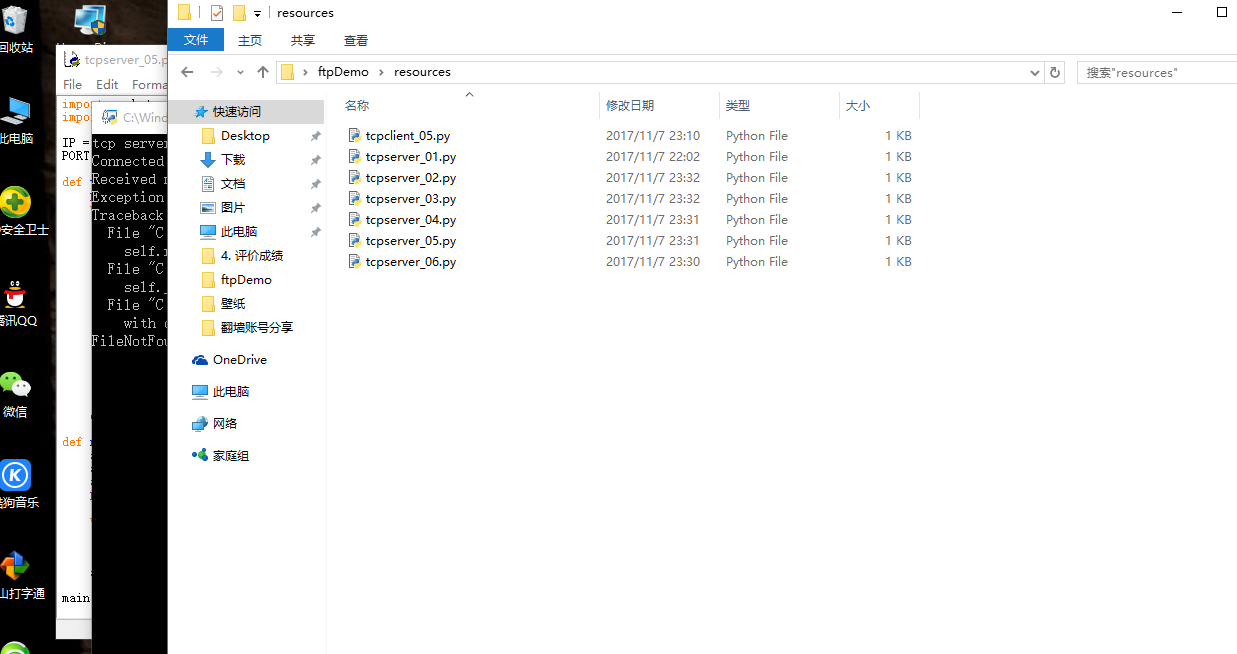 resources
文件 主页 共享 查看
ftpDemo resources
搜索"resources"
快速访问
Desktop
下载
文档
图片
此电脑
4. 评价成绩
ftpDemo
壁纸
翻墙账号分享
OneDrive
此电脑
网络
家庭组
名称 修改日期 类型 大小
tcpclient_05.py 2017/11/7 23:10 Python File 1 KB
tcpserver_01.py 2017/11/7 22:02 Python File 1 KB
tcpserver_02.py 2017/11/7 23:32 Python File 1 KB
tcpserver_03.py 2017/11/7 23:32 Python File 1 KB
tcpserver_04.py 2017/11/7 23:31 Python File 1 KB
tcpserver_05.py 2017/11/7 23:31 Python File 1 KB
tcpserver_06.py 2017/11/7 23:30 Python File 1 KB
tcpserver_05.p
File Edit Forma
impo
impo
IP =
PORT
def
def
main
C:\Wind
tcp server
Connected
Received
Exception
Traceback
File "C
self.
File "C
self._
File "C
with
FileNotFou
回收站
此电脑
安全卫士
腾讯QQ
微信
酷狗音乐
山打字通